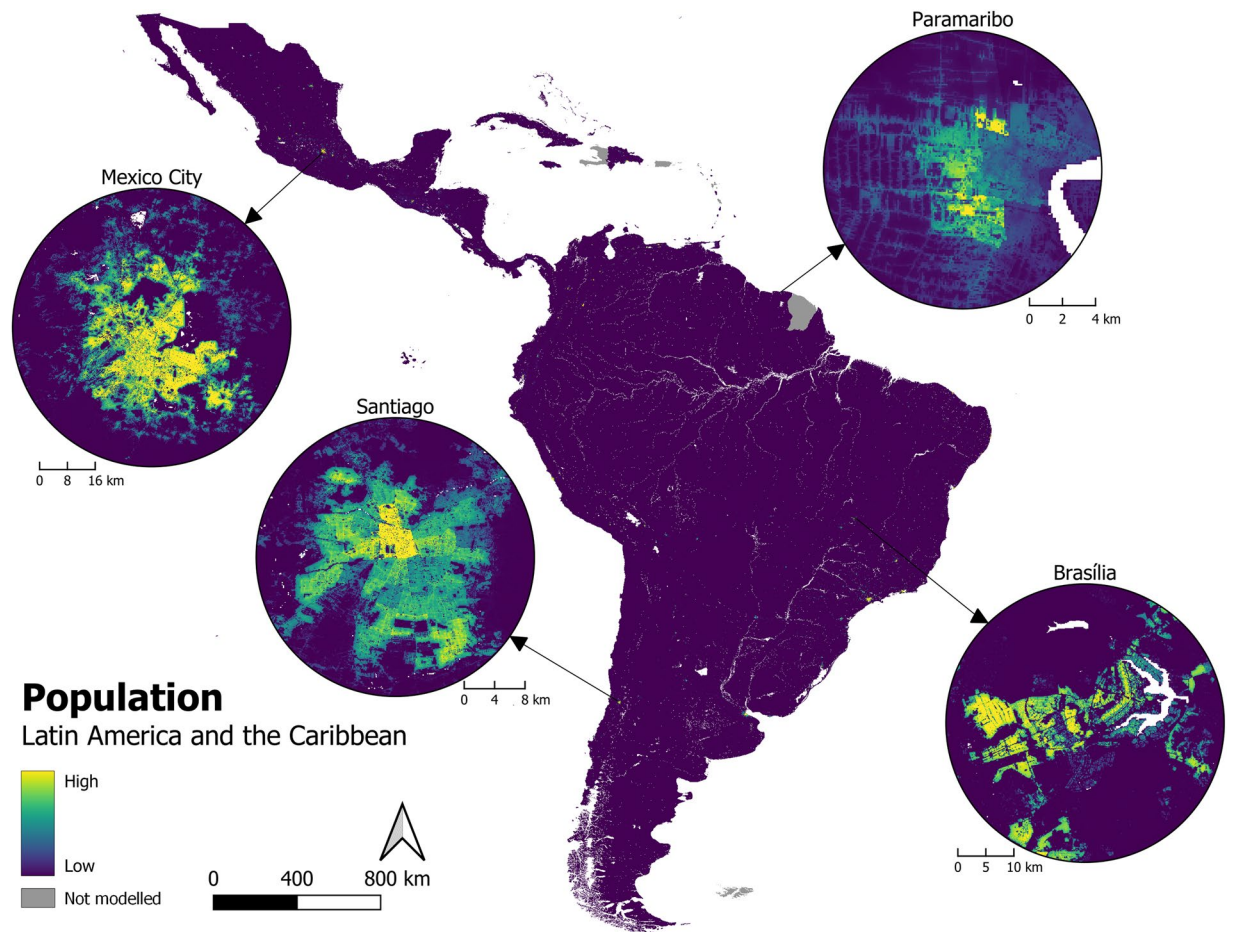 Paramaribo
0 2 4 km
Mexico City
0 8 16 km
Santiago
0 4 8 km
Brasília
0 5 10 km
Population
Latin America and the Caribbean
High
Low
Not modelled
0 400 800 km